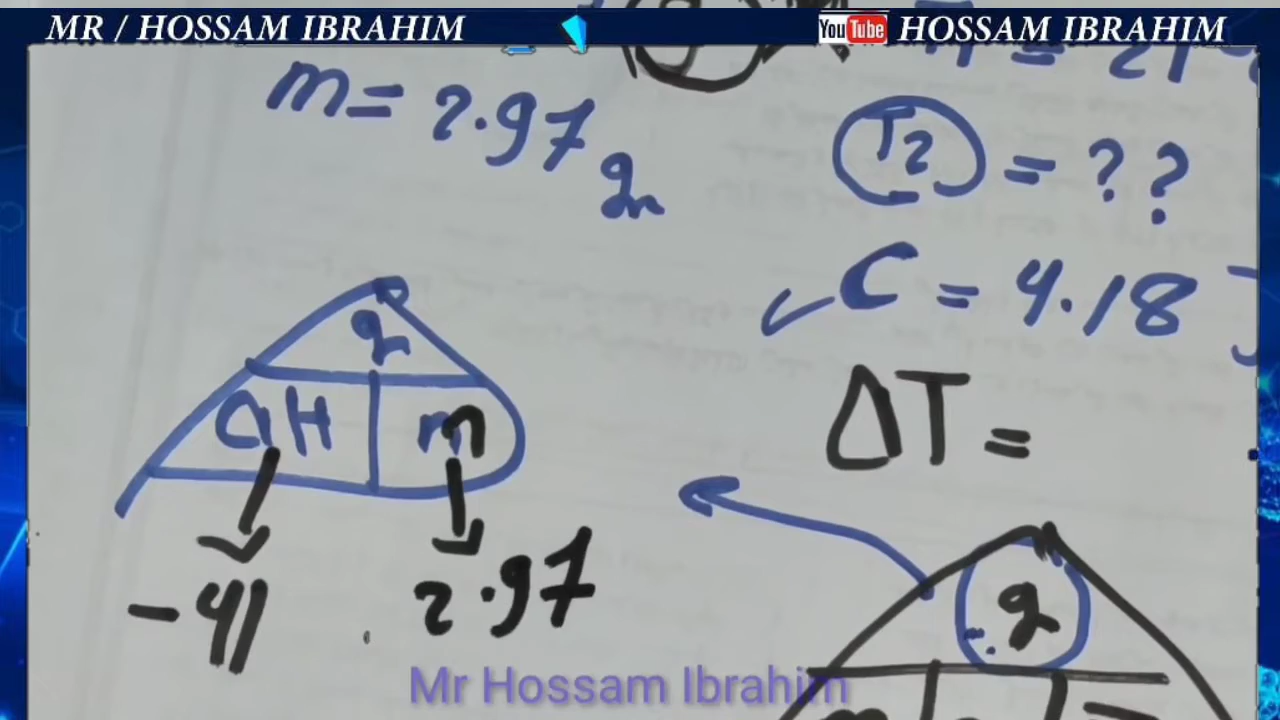 MR / HOSSAM IBRAHIM
YouTube HOSSAM IBRAHIM
m = 2.97 gm
T2 = ??
C = 4.18 J
ΔT =
q
ΔH n
-41 2.97
q
Mr Hossam Ibrahim